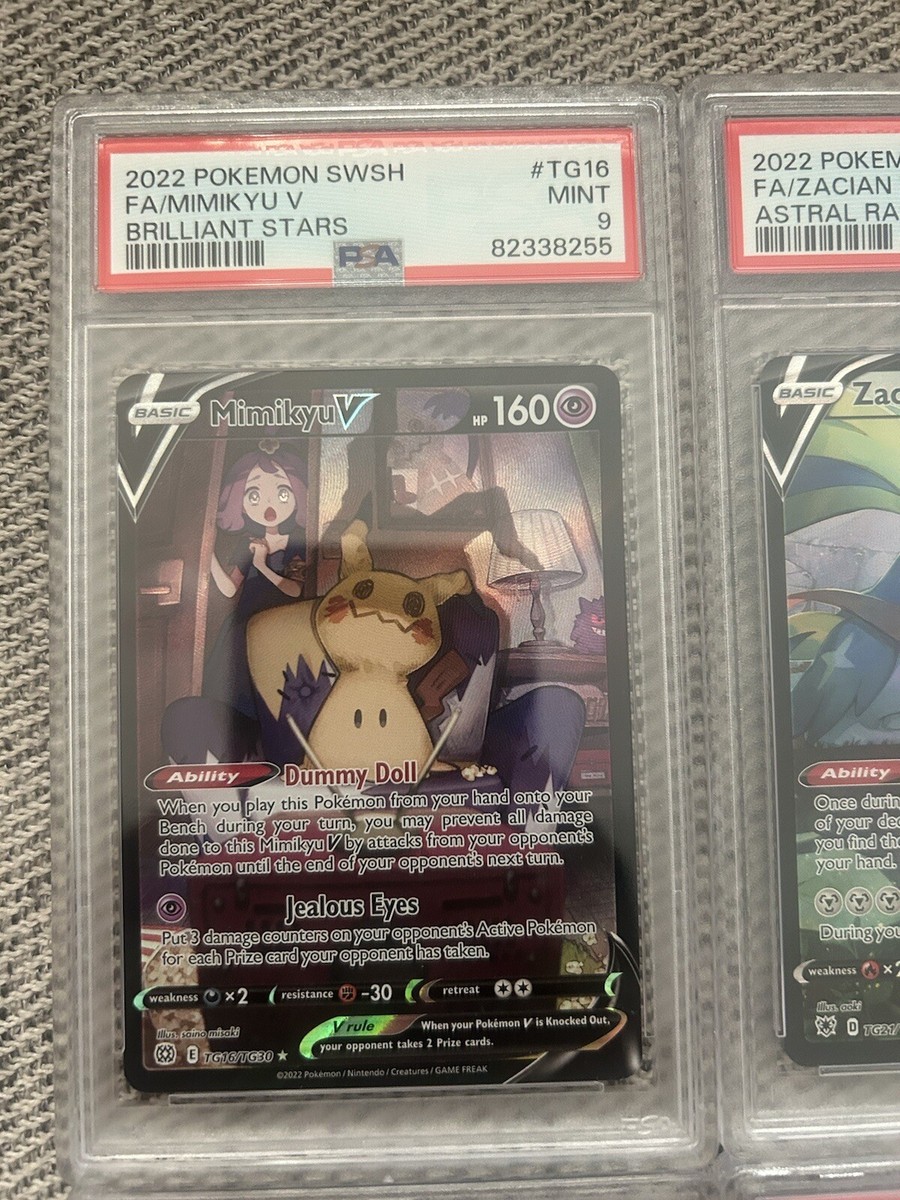 2022 POKEMON SWSH #TG16
FA/MIMIKYU V MINT
BRILLIANT STARS 9
82338255
PSA
BASIC MimikyuV HP 160
Ability Dummy Doll
When you play this Pokémon from your hand onto your
Bench during your turn, you may prevent all damage
done to this Mimikyu V by attacks from your opponent's
Pokémon until the end of your opponent's next turn.
Jealous Eyes
Put 3 damage counters on your opponent's Active Pokémon
for each Prize card your opponent has taken.
weakness ×2 resistance -30 retreat
V rule When your Pokémon V is Knocked Out,
your opponent takes 2 Prize cards.
Illus. saino misaki
E TG16/TG30
©2022 Pokémon / Nintendo / Creatures / GAME FREAK
2022 POKEM
FA/ZACIAN
ASTRAL RA
BASIC Zac
Ability
Once durin
of your dec
you find the
your hand.
During you
weakness ×2
Illus. aoki
D TG21/